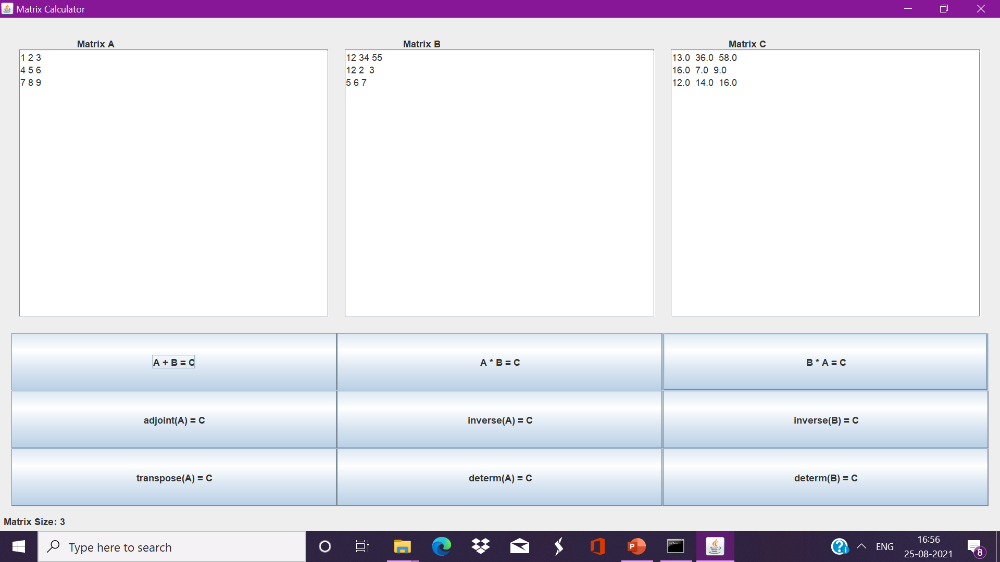 Matrix Calculator
Matrix A
1 2 3
4 5 6
7 8 9
Matrix B
12 34 55
12 2  3
5 6 7
Matrix C
13.0  36.0  58.0
16.0  7.0  9.0
12.0  14.0  16.0
A + B = C
A * B = C
B * A = C
adjoint(A) = C
inverse(A) = C
inverse(B) = C
transpose(A) = C
determ(A) = C
determ(B) = C
Matrix Size: 3
Type here to search
ENG
16:56
25-08-2021
8